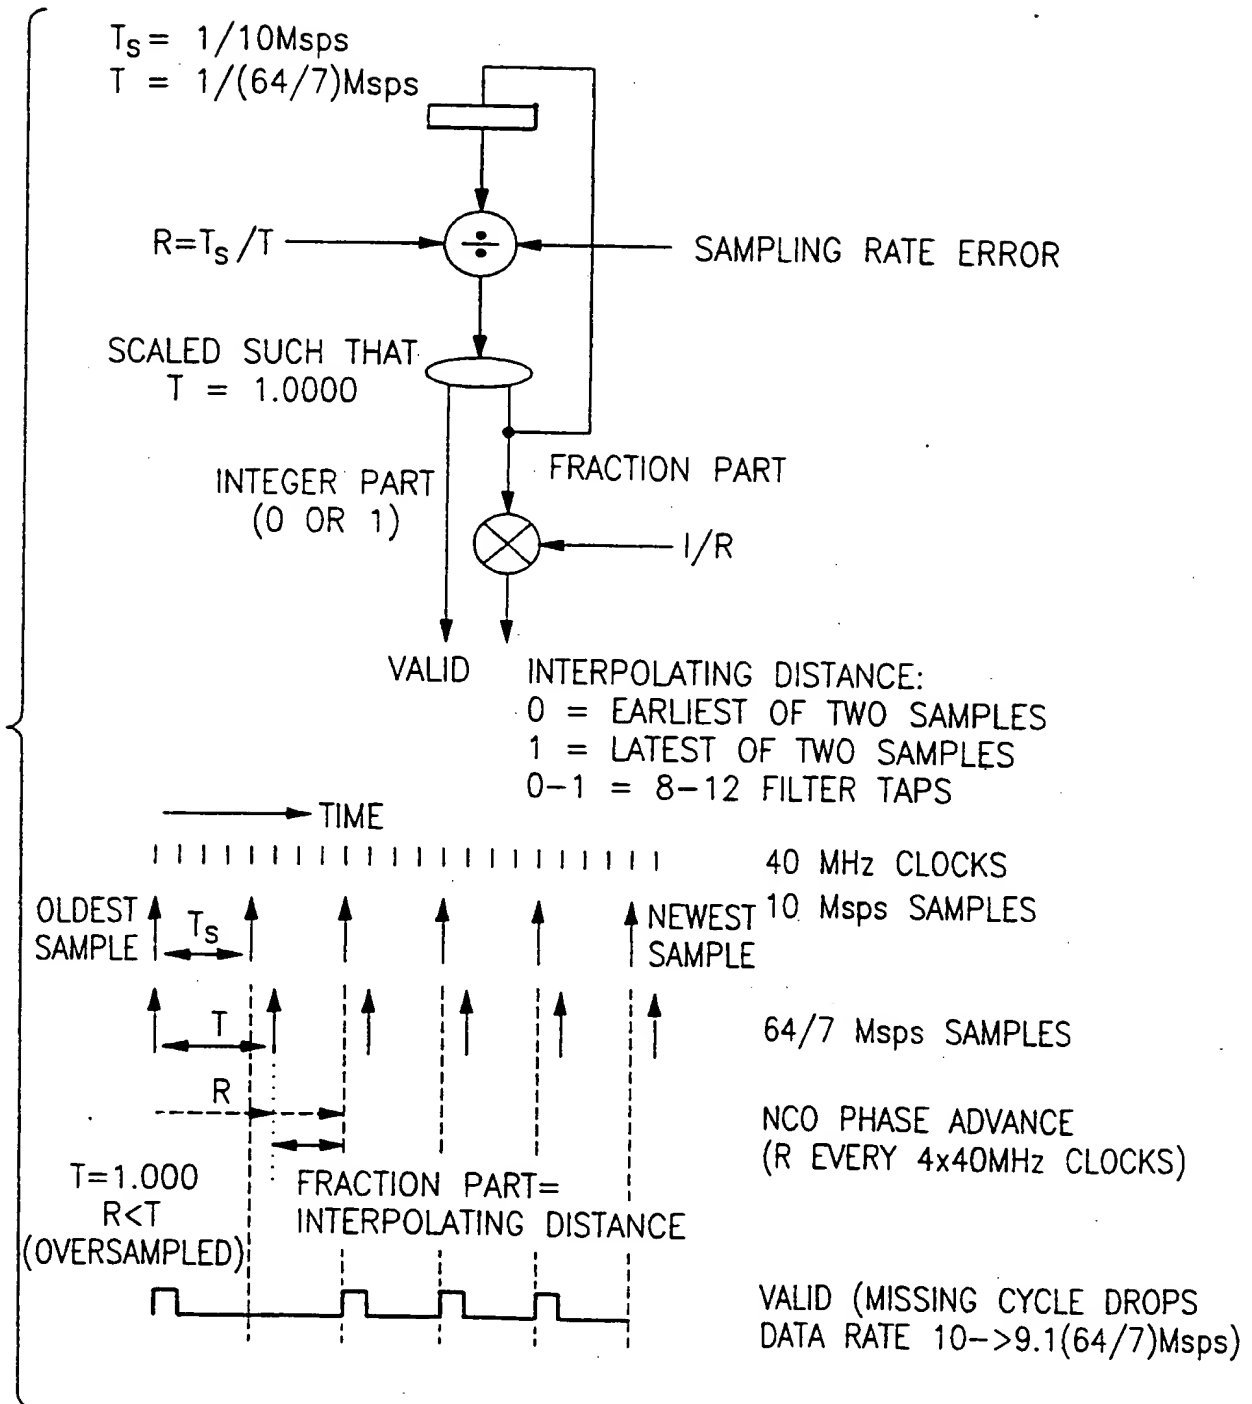 Ts = 1/10Msps
T = 1/(64/7)Msps
÷
R=Ts/T
SAMPLING RATE ERROR
SCALED SUCH THAT
T = 1.0000
INTEGER PART
(0 OR 1)
FRACTION PART
I/R
VALID
INTERPOLATING DISTANCE:
0 = EARLIEST OF TWO SAMPLES
1 = LATEST OF TWO SAMPLES
0-1 = 8-12 FILTER TAPS
TIME
40 MHz CLOCKS
OLDEST
SAMPLE
Ts
NEWEST
SAMPLE
10 Msps SAMPLES
T
64/7 Msps SAMPLES
R
NCO PHASE ADVANCE
(R EVERY 4x40MHz CLOCKS)
T=1.000
R<T
(OVERSAMPLED)
FRACTION PART=
INTERPOLATING DISTANCE
VALID (MISSING CYCLE DROPS
DATA RATE 10->9.1(64/7)Msps)